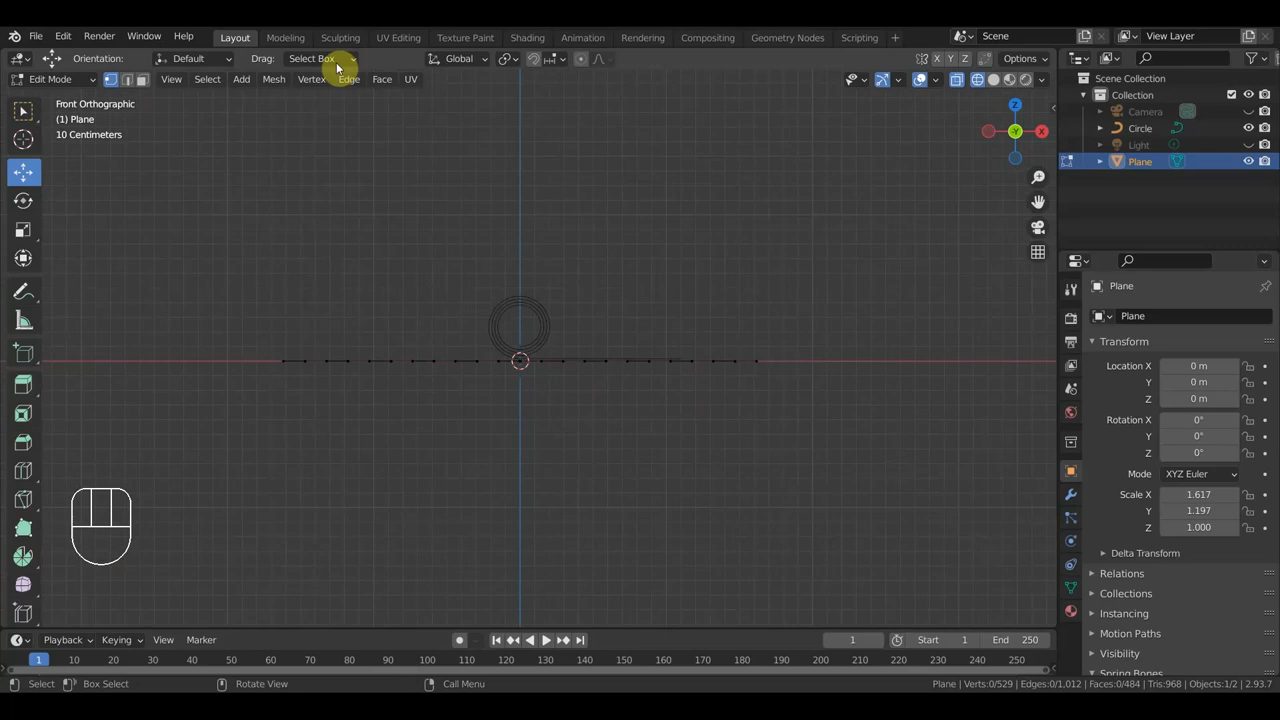 File Edit Render Window Help Layout Modeling Sculpting UV Editing Texture Paint Shading Animation Rendering Compositing Geometry Nodes Scripting + Scene View Layer
Orientation: Default Drag: Select Box Global X Y Z Options
Edit Mode View Select Add Mesh Vertex Edge Face UV
Front Orthographic
(1) Plane
10 Centimeters
Z
Y
X
Scene Collection
Collection
Camera
Circle
Light
Plane
Plane
Plane
Transform
Location X 0 m
Y 0 m
Z 0 m
Rotation X 0°
Y 0°
Z 0°
Mode XYZ Euler
Scale X 1.617
Y 1.197
Z 1.000
Delta Transform
Relations
Collections
Instancing
Motion Paths
Visibility
Spring Bones
Playback Keying View Marker 1 Start 1 End 250
1 10 20 30 40 50 60 70 80 90 100 110 120 130 140 150 160 170 180 190 200 210 220 230 240 250
Select Box Select Rotate View Call Menu Plane | Verts:0/529 | Edges:0/1,012 | Faces:0/484 | Tris:968 | Objects:1/2 | 2.93.7